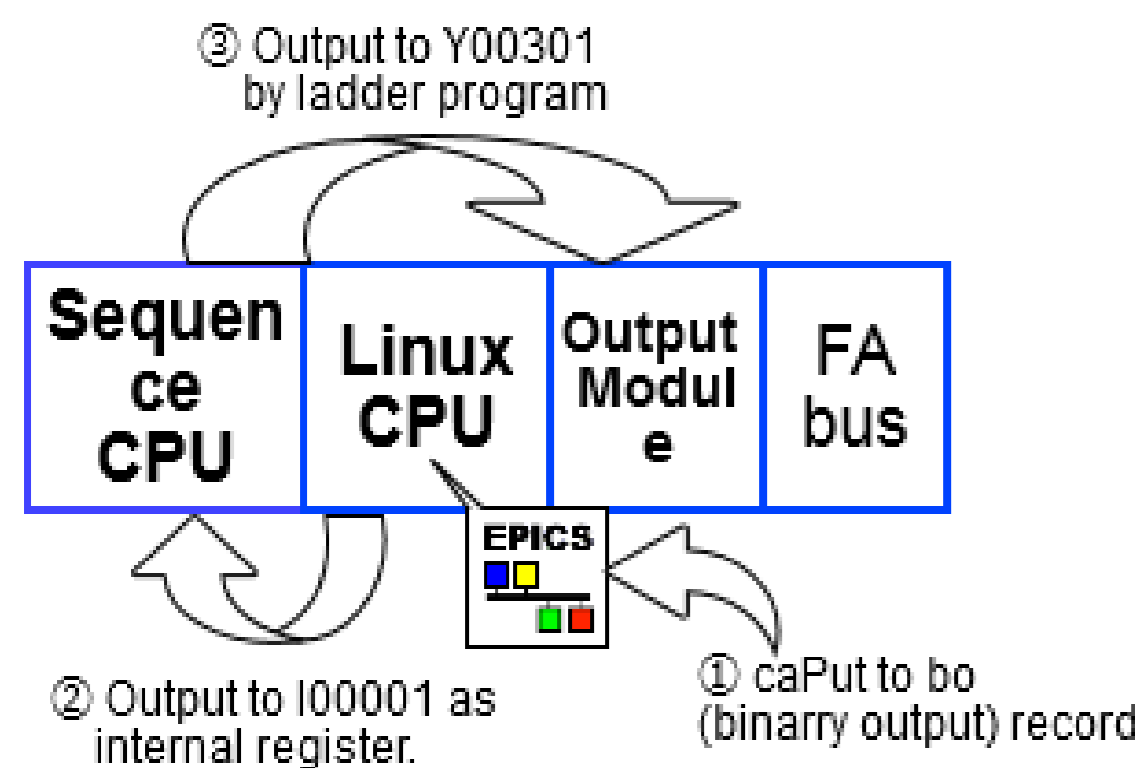 ③ Output to Y00301
by ladder program
Sequen
ce
CPU
Linux
CPU
Output
Modul
e
FA
bus
EPICS
① caPut to bo
(binarry output) record
② Output to I00001 as
internal register.